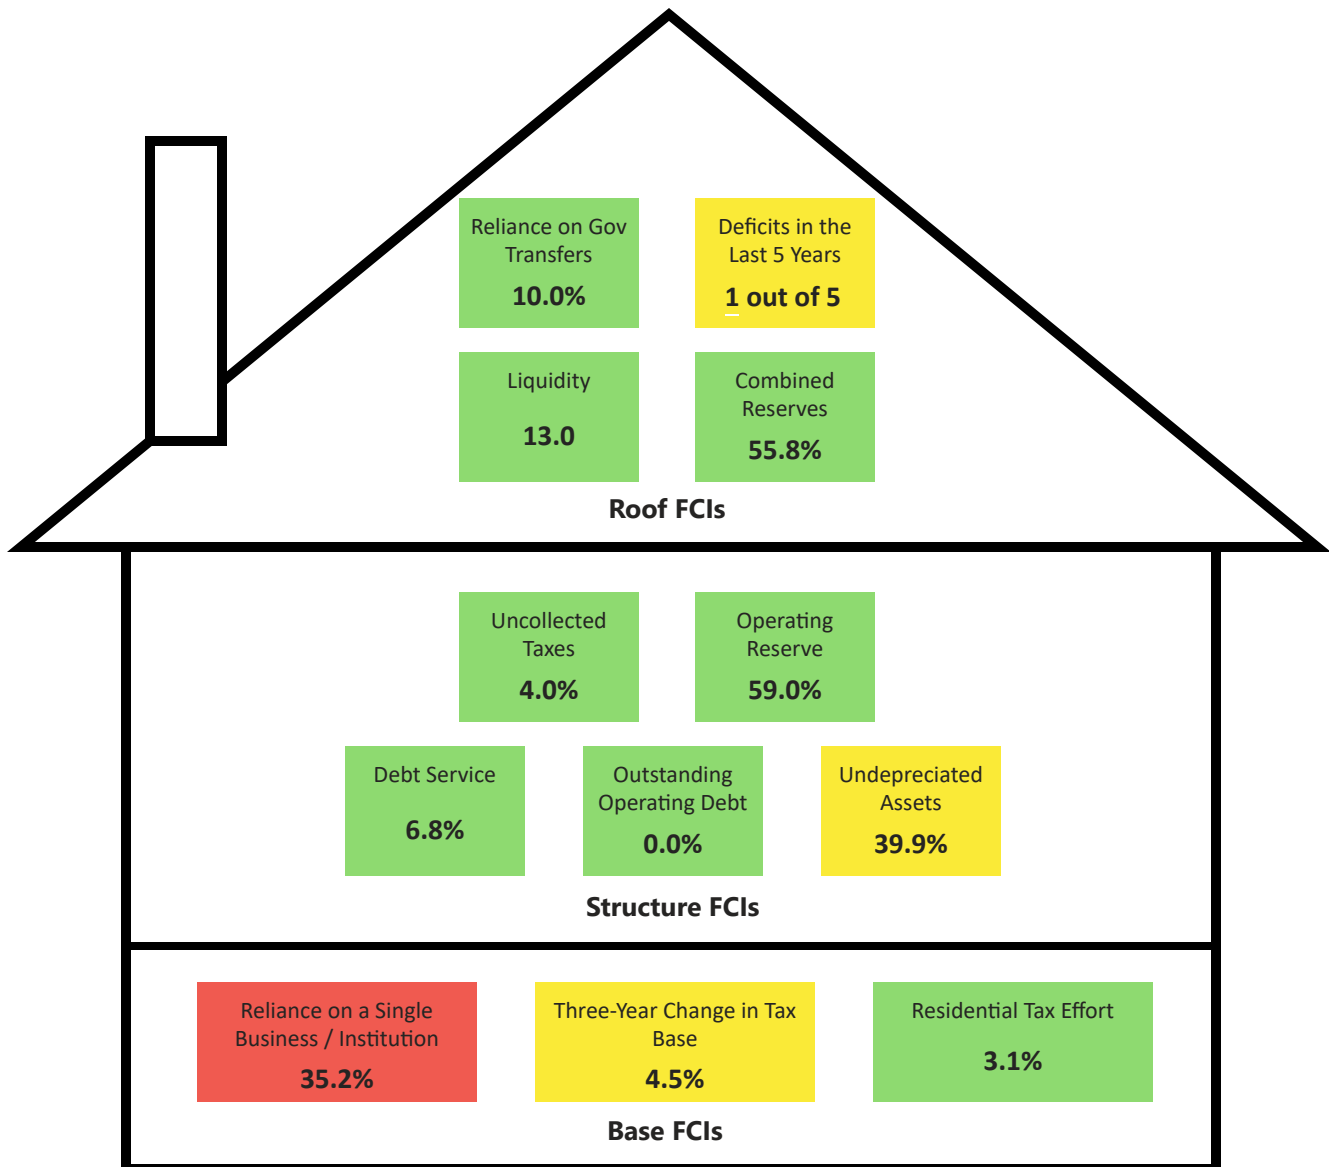 Reliance on Gov
Transfers
10.0%
Deficits in the
Last 5 Years
1 out of 5
Liquidity
13.0
Combined
Reserves
55.8%
Roof FCIs
Uncollected
Taxes
4.0%
Operating
Reserve
59.0%
Debt Service
6.8%
Outstanding
Operating Debt
0.0%
Undepreciated
Assets
39.9%
Structure FCIs
Reliance on a Single
Business / Institution
35.2%
Three-Year Change in Tax
Base
4.5%
Residential Tax Effort
3.1%
Base FCIs